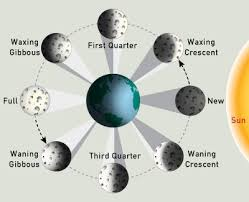 Waxing
Gibbous
First Quarter
Waxing
Crescent
Full
New
Sun
Waning
Gibbous
Third Quarter
Waning
Crescent